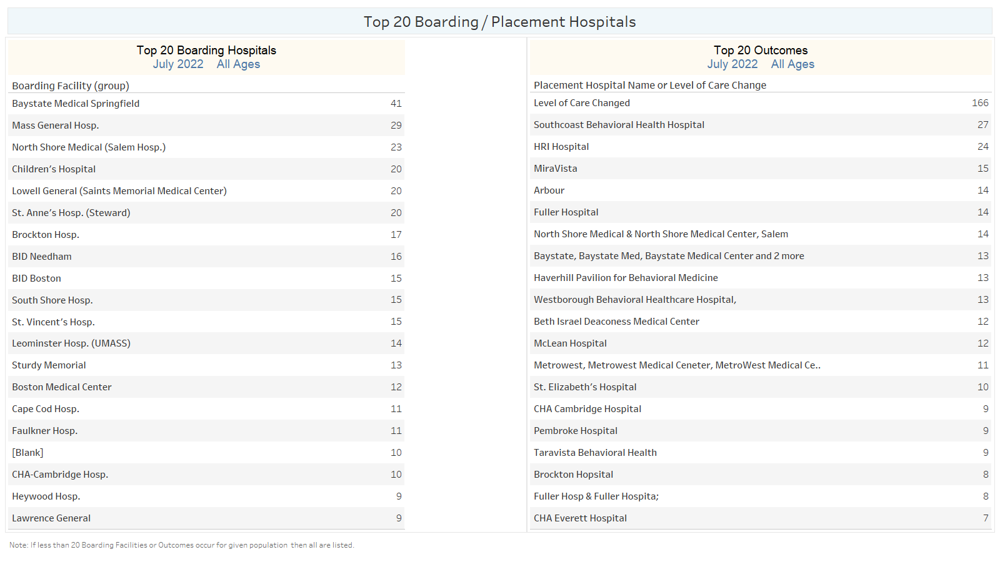 Top 20 Boarding / Placement Hospitals
Top 20 Boarding Hospitals
July 2022 All Ages
Boarding Facility (group)
Baystate Medical Springfield 41
Mass General Hosp. 29
North Shore Medical (Salem Hosp.) 23
Children's Hospital 20
Lowell General (Saints Memorial Medical Center) 20
St. Anne's Hosp. (Steward) 20
Brockton Hosp. 17
BID Needham 16
BID Boston 15
South Shore Hosp. 15
St. Vincent's Hosp. 15
Leominster Hosp. (UMASS) 14
Sturdy Memorial 13
Boston Medical Center 12
Cape Cod Hosp. 11
Faulkner Hosp. 11
[Blank] 10
CHA-Cambridge Hosp. 10
Heywood Hosp. 9
Lawrence General 9
Top 20 Outcomes
July 2022 All Ages
Placement Hospital Name or Level of Care Change
Level of Care Changed 166
Southcoast Behavioral Health Hospital 27
HRI Hospital 24
MiraVista 15
Arbour 14
Fuller Hospital 14
North Shore Medical & North Shore Medical Center, Salem 14
Baystate, Baystate Med, Baystate Medical Center and 2 more 13
Haverhill Pavilion for Behavioral Medicine 13
Westborough Behavioral Healthcare Hospital, 13
Beth Israel Deaconess Medical Center 12
McLean Hospital 12
Metrowest, Metrowest Medical Ceneter, MetroWest Medical Ce.. 11
St. Elizabeth's Hospital 10
CHA Cambridge Hospital 9
Pembroke Hospital 9
Taravista Behavioral Health 9
Brockton Hopsital 8
Fuller Hosp & Fuller Hospita; 8
CHA Everett Hospital 7
Note: If less than 20 Boarding Facilities or Outcomes occur for given population then all are listed.